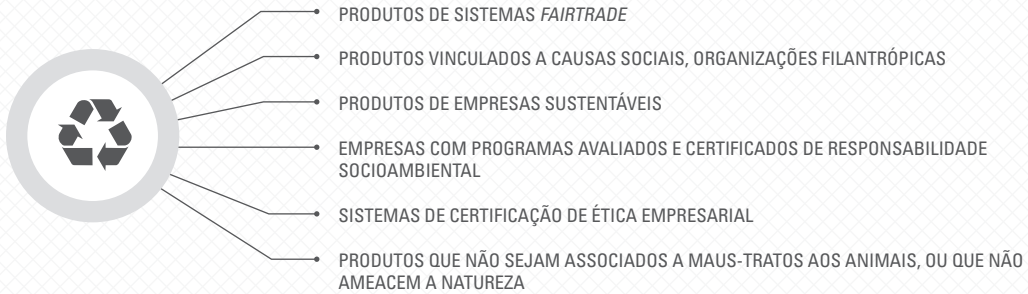 PRODUTOS DE SISTEMAS FAIRTRADE
PRODUTOS VINCULADOS A CAUSAS SOCIAIS, ORGANIZAÇÕES FILANTRÓPICAS
PRODUTOS DE EMPRESAS SUSTENTÁVEIS
EMPRESAS COM PROGRAMAS AVALIADOS E CERTIFICADOS DE RESPONSABILIDADE
SOCIOAMBIENTAL
SISTEMAS DE CERTIFICAÇÃO DE ÉTICA EMPRESARIAL
PRODUTOS QUE NÃO SEJAM ASSOCIADOS A MAUS-TRATOS AOS ANIMAIS, OU QUE NÃO
AMEACEM A NATUREZA